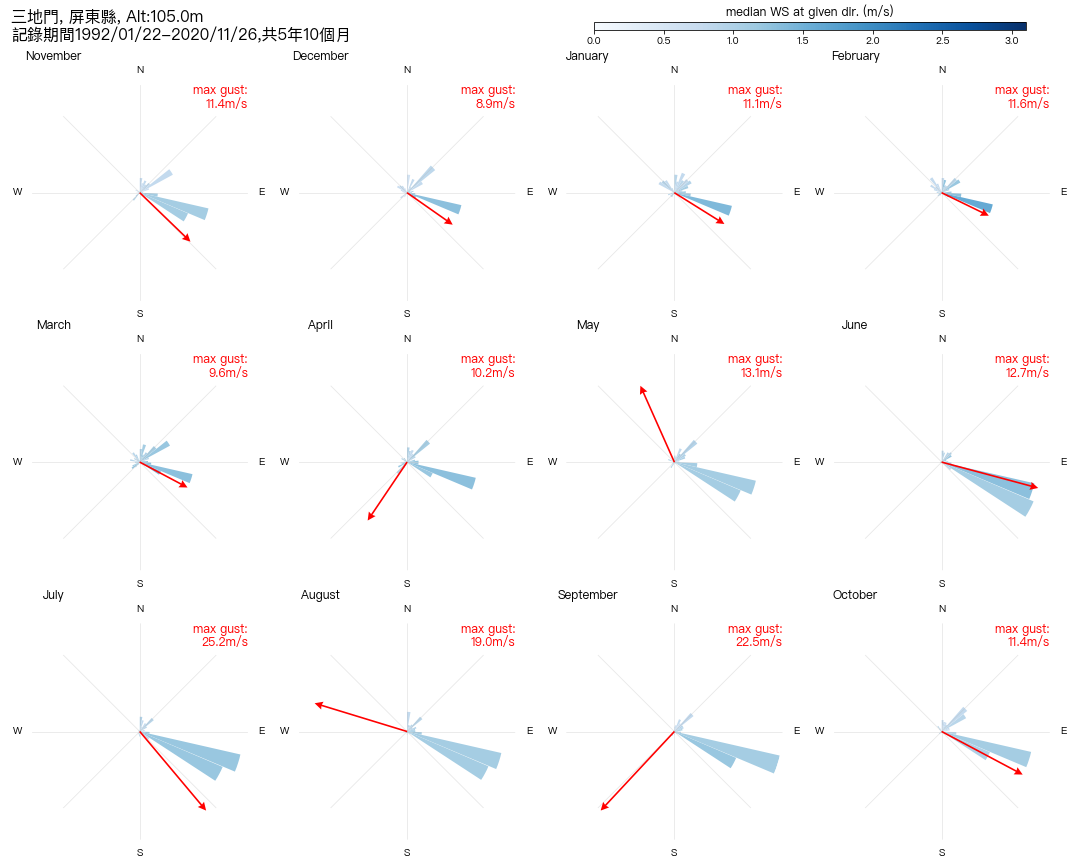 三地門, 屏東縣, Alt:105.0m
記錄期間1992/01/22-2020/11/26,共5年10個月
median WS at given dir. (m/s)
0.0 0.5 1.0 1.5 2.0 2.5 3.0
November
N
max gust:
11.4m/s
W
E
S
December
N
max gust:
8.9m/s
W
E
January
N
max gust:
11.1m/s
W
E
February
N
max gust:
11.6m/s
W
E
March
N
max gust:
9.6m/s
W
E
S
April
N
max gust:
10.2m/s
W
E
S
May
N
max gust:
13.1m/s
W
E
S
June
N
max gust:
12.7m/s
W
E
S
July
N
max gust:
25.2m/s
W
E
S
August
N
max gust:
19.0m/s
W
E
S
September
N
max gust:
22.5m/s
W
E
S
October
N
max gust:
11.4m/s
W
E
S